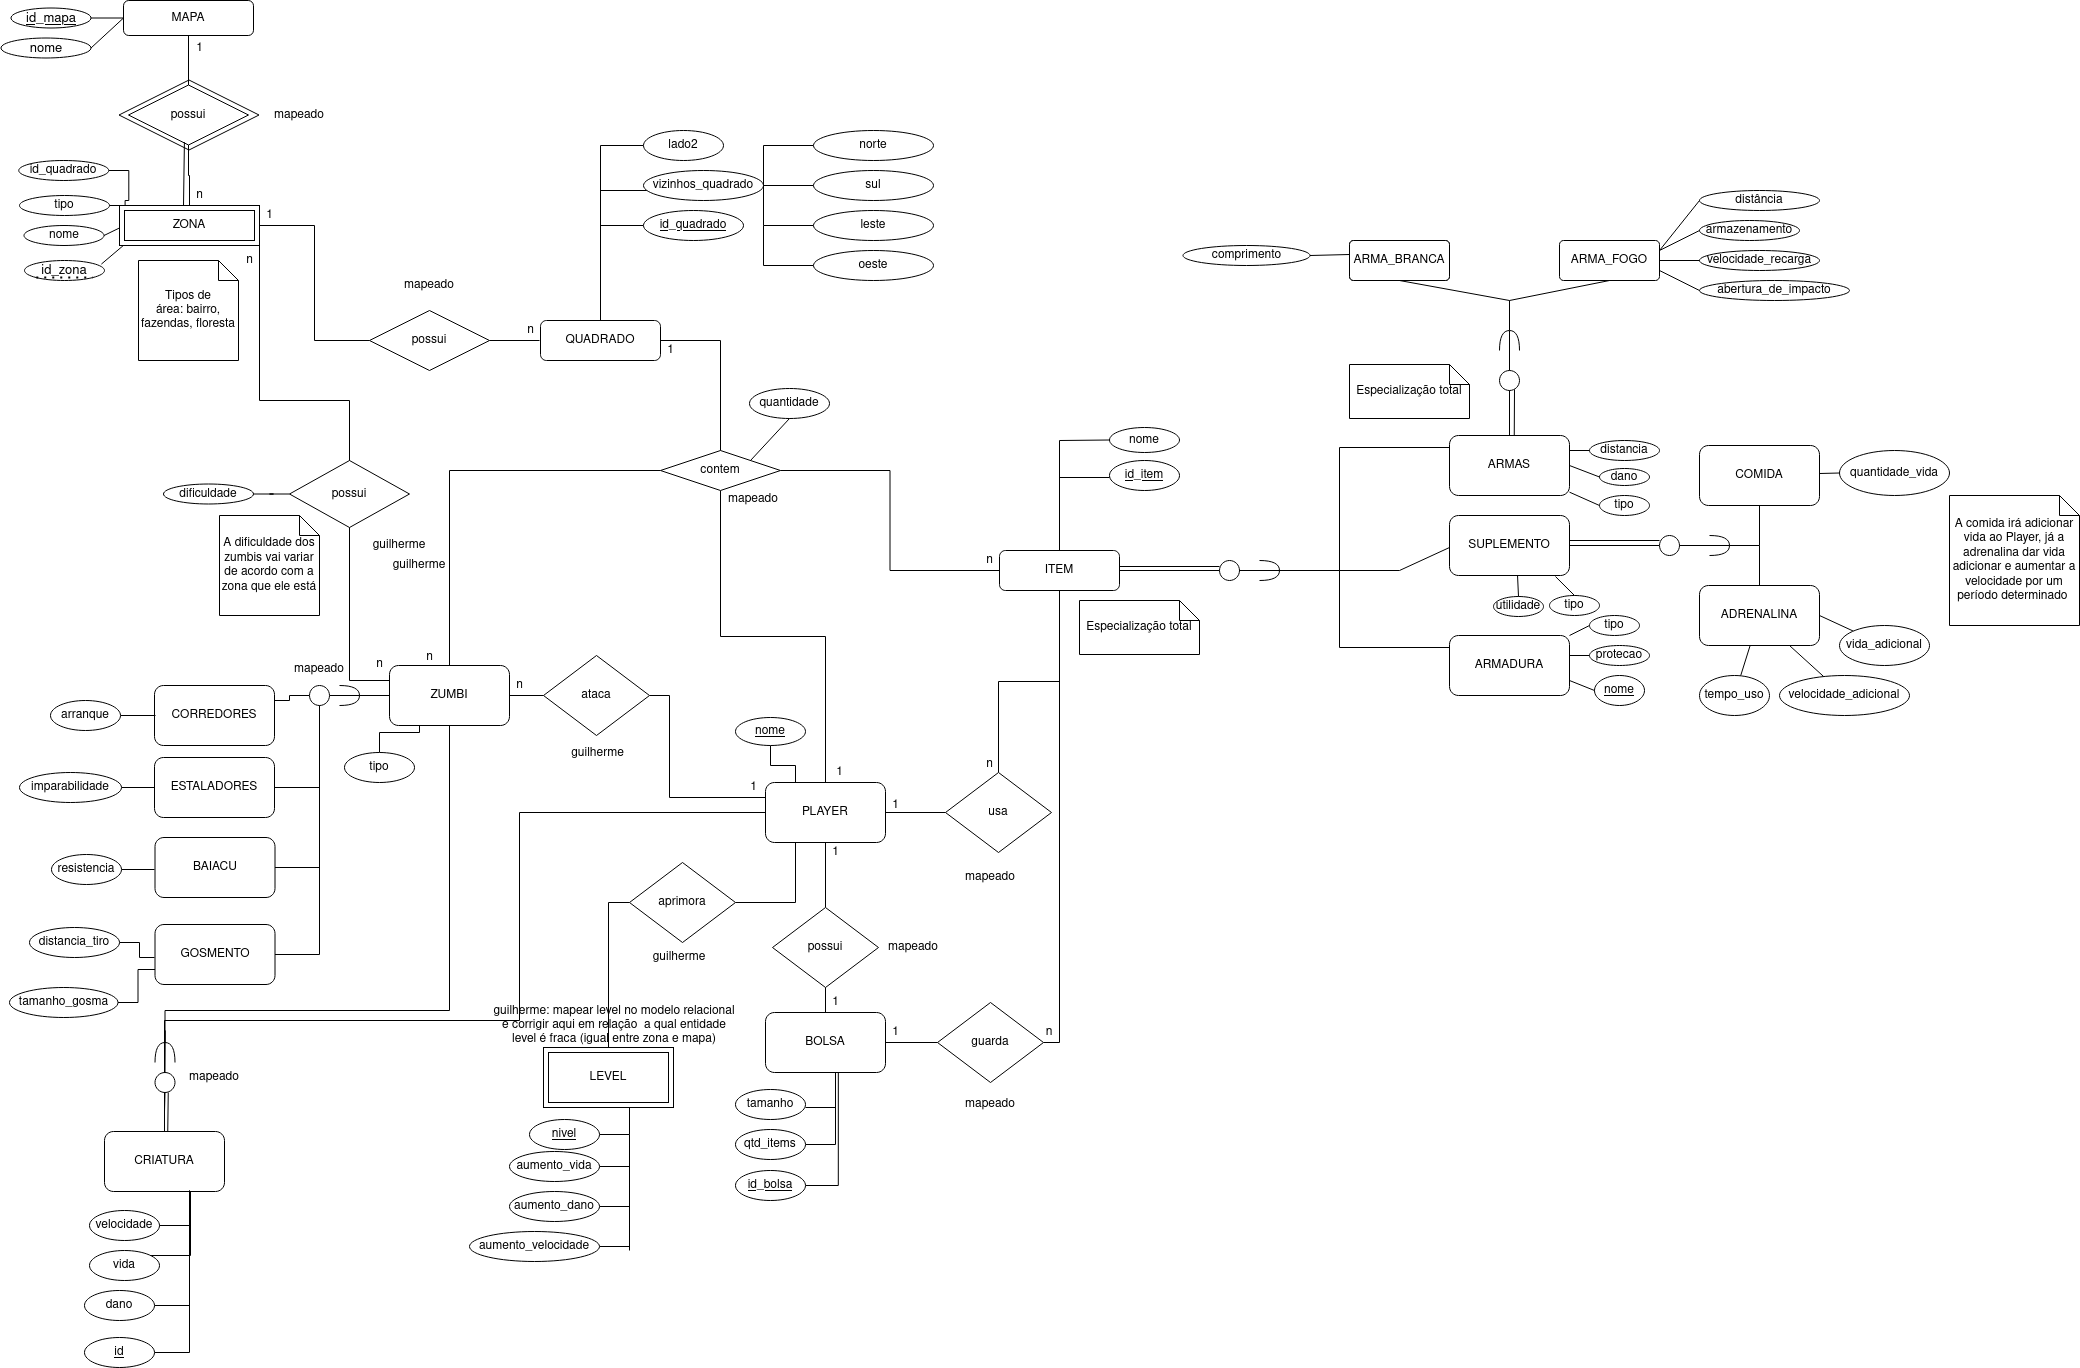 id_mapa
MAPA
nome
1
possui
mapeado
id_quadrado
n
tipo
ZONA
1
nome
id_zona
n
Tipos de
área: bairro,
fazendas, floresta
lado2
vizinhos_quadrado
id_quadrado
norte
sul
leste
oeste
mapeado
possui
n
QUADRADO
1
quantidade
contem
mapeado
dificuldade
possui
A dificuldade dos
zumbis vai variar
de acordo com a
zona que ele está
guilherme
guilherme
comprimento
ARMA_BRANCA
ARMA_FOGO
distância
armazenamento
velocidade_recarga
abertura_de_impacto
Especialização total
nome
id_item
n
ITEM
Especialização total
ARMAS
distancia
dano
tipo
COMIDA
quantidade_vida
SUPLEMENTO
utilidade
tipo
A comida irá adicionar
vida ao Player, já a
adrenalina dar vida
adicionar e aumentar a
velocidade por um
período determinado
ADRENALINA
vida_adicional
tempo_uso
velocidade_adicional
ARMADURA
tipo
protecao
nome
mapeado
n
n
ZUMBI
n
ataca
guilherme
tipo
arranque
CORREDORES
imparabilidade
ESTALADORES
resistencia
BAIACU
distancia_tiro
GOSMENTO
tamanho_gosma
nome
1
1
PLAYER
1
n
usa
mapeado
1
aprimora
guilherme
possui
mapeado
1
guilherme: mapear level no modelo relacional
e corrigir aqui em relação  a qual entidade
level é fraca (igual entre zona e mapa)
LEVEL
nivel
aumento_vida
aumento_dano
aumento_velocidade
BOLSA
1
guarda
n
mapeado
tamanho
qtd_items
id_bolsa
mapeado
CRIATURA
velocidade
vida
dano
id